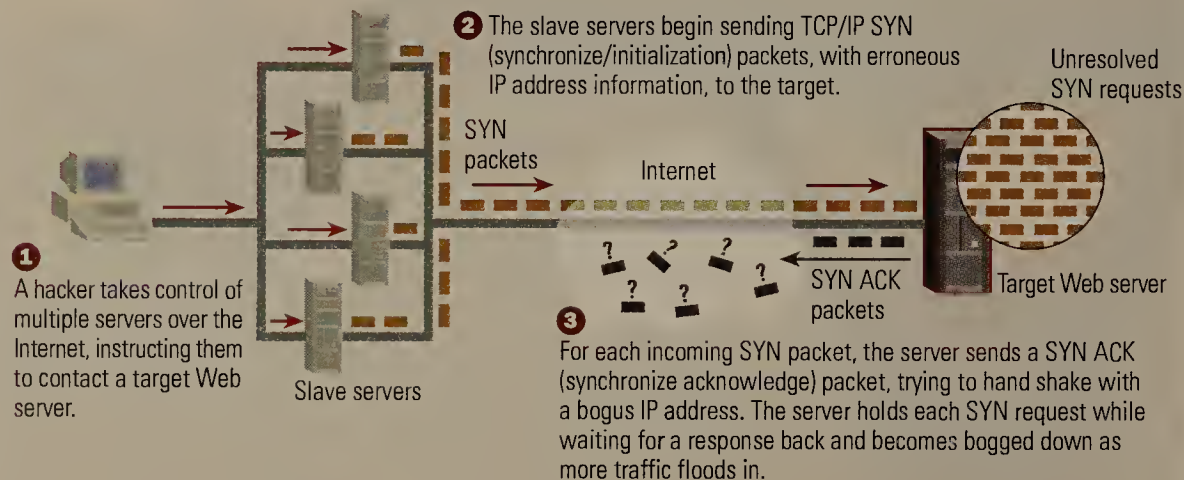 1
A hacker takes control of
multiple servers over the
Internet, instructing them
to contact a target Web
server.
Slave servers
2 The slave servers begin sending TCP/IP SYN
(synchronize/initialization) packets, with erroneous
IP address information, to the target.
SYN
packets
Internet
Unresolved
SYN requests
Target Web server
SYN ACK
packets
? ? ? ? ? ?
3
For each incoming SYN packet, the server sends a SYN ACK
(synchronize acknowledge) packet, trying to hand shake with
a bogus IP address. The server holds each SYN request while
waiting for a response back and becomes bogged down as
more traffic floods in.